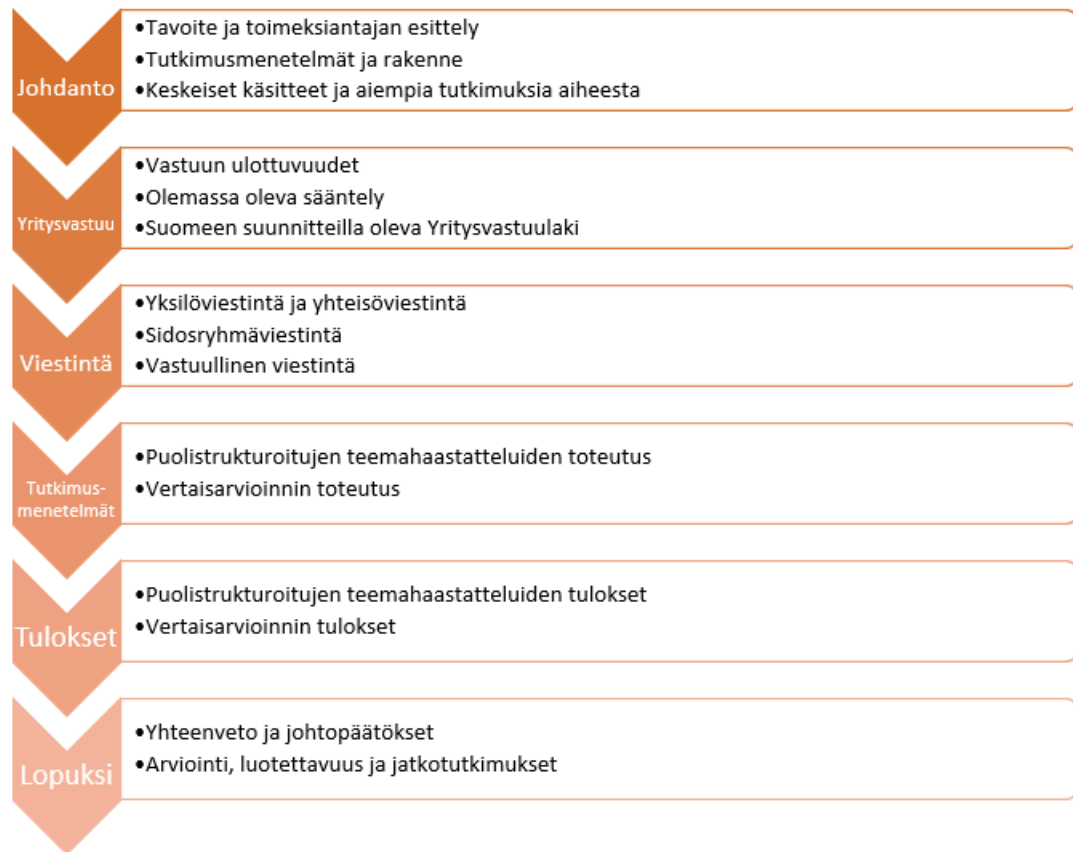 Johdanto
•Tavoite ja toimeksiantajan esittely
•Tutkimusmenetelmät ja rakenne
•Keskeiset käsitteet ja aiempia tutkimuksia aiheesta
Yritysvastuu
•Vastuun ulottuvuudet
•Olemassa oleva sääntely
•Suomeen suunnitteilla oleva Yritysvastuulaki
Viestintä
•Yksilöviestintä ja yhteisöviestintä
•Sidosryhmäviestintä
•Vastuullinen viestintä
Tutkimus-
menetelmät
•Puolistrukturoitujen teemahaastatteluiden toteutus
•Vertaisarvioinnin toteutus
Tulokset
•Puolistrukturoitujen teemahaastatteluiden tulokset
•Vertaisarvioinnin tulokset
Lopuksi
•Yhteenveto ja johtopäätökset
•Arviointi, luotettavuus ja jatkotutkimukset